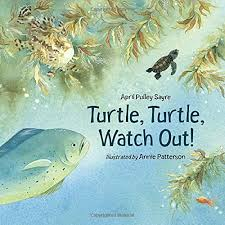 April Pulley Sayre
Turtle, Turtle,
Watch Out!
Illustrated by Annie Patterson